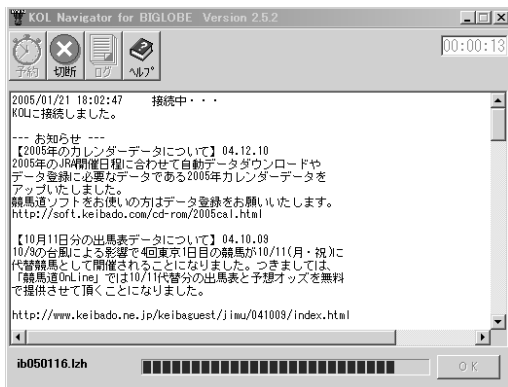 KOL Navigator for BIGLOBE Version 2.5.2
予約
切断
ログ
ヘルプ
00:00:13
2005/01/21 18:02:47 接続中・・・
KOLに接続しました。
--- お知らせ ---
【2005年のカレンダーデータについて】04.12.10
2005年のJRA開催日程に合わせて自動データダウンロードや
データ登録に必要なデータである2005年カレンダーデータを
アップいたしました。
競馬道ソフトをお使いの方はデータ登録をお願いいたします。
http://soft.keibado.com/cd-rom/2005cal.html
【10月11日分の出馬表データについて】04.10.09
10/9の台風による影響で4回東京1日目の競馬が10/11(月・祝)に
代替競馬として開催されることになりました。つきましては、
「競馬道OnLine」では10/11代替分の出馬表と予想オッズを無料
で提供させて頂くことになりました。
http://www.keibado.ne.jp/keibaguest/jimu/041009/index.html
ib050116.lzh
OK